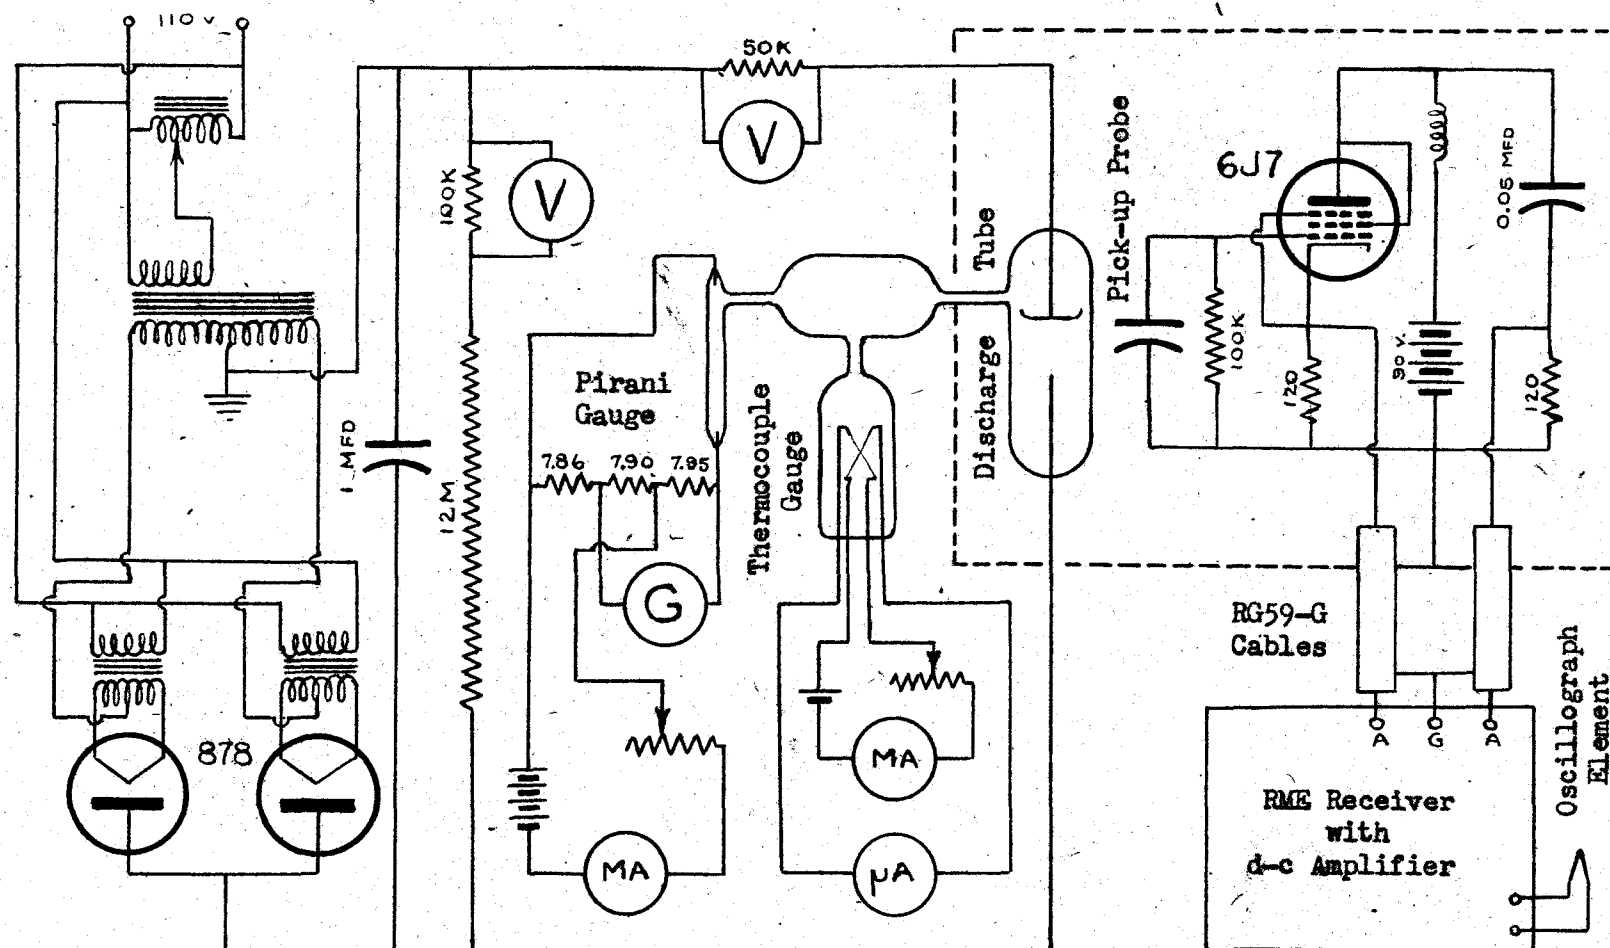 110 v.
50K
V
100K
V
6J7
Pick-up Probe
0.05 MFD
Tube
Discharge
100K
120
90 v.
120
Pirani
Gauge
Thermocouple
Gauge
7.86 7.90 7.95
1 MFD
12M
G
RG59-G
Cables
878
MA
A G A
Oscillograph
Element
RME Receiver
with
d-c Amplifier
MA
μA